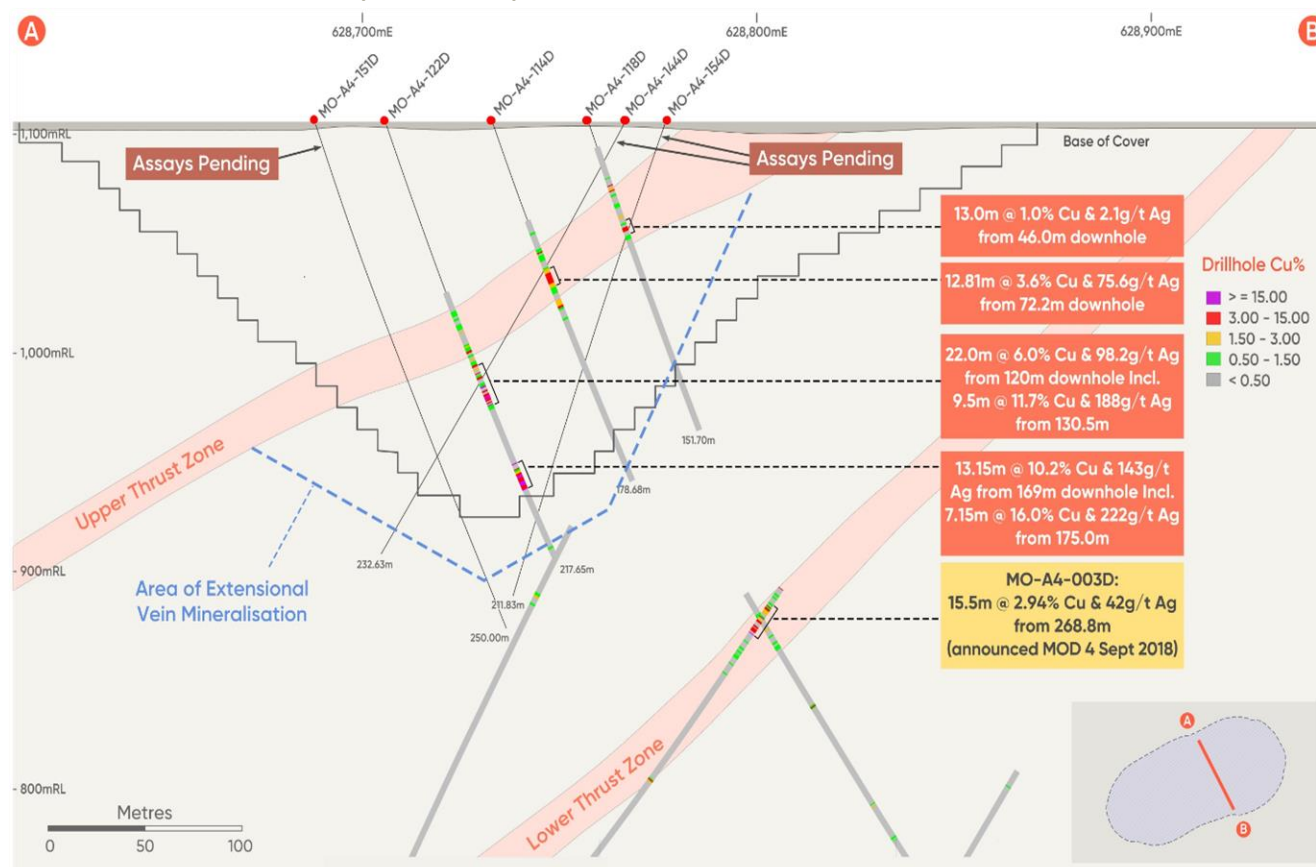 A
628,700mE
628,800mE
628,900mE
B
MO-A4-151D
MO-A4-122D
MO-A4-114D
MO-A4-118D
MO-A4-144D
MO-A4-154D
1,100mRL
Assays Pending
Assays Pending
Base of Cover
13.0m @ 1.0% Cu & 2.1g/t Ag
from 46.0m downhole
12.81m @ 3.6% Cu & 75.6g/t Ag
from 72.2m downhole
22.0m @ 6.0% Cu & 98.2g/t Ag
from 120m downhole Incl.
9.5m @ 11.7% Cu & 188g/t Ag
from 130.5m
13.15m @ 10.2% Cu & 143g/t
Ag from 169m downhole Incl.
7.15m @ 16.0% Cu & 222g/t Ag
from 175.0m
MO-A4-003D:
15.5m @ 2.94% Cu & 42g/t Ag
from 268.8m
(announced MOD 4 Sept 2018)
Drillhole Cu%
> = 15.00
3.00 - 15.00
1.50 - 3.00
0.50 - 1.50
< 0.50
1,000mRL
151.70m
178.68m
Upper Thrust Zone
232.63m
217.65m
900mRL
Area of Extensional
Vein Mineralisation
211.83m
250.00m
800mRL
Lower Thrust Zone
Metres
0 50 100
A
B